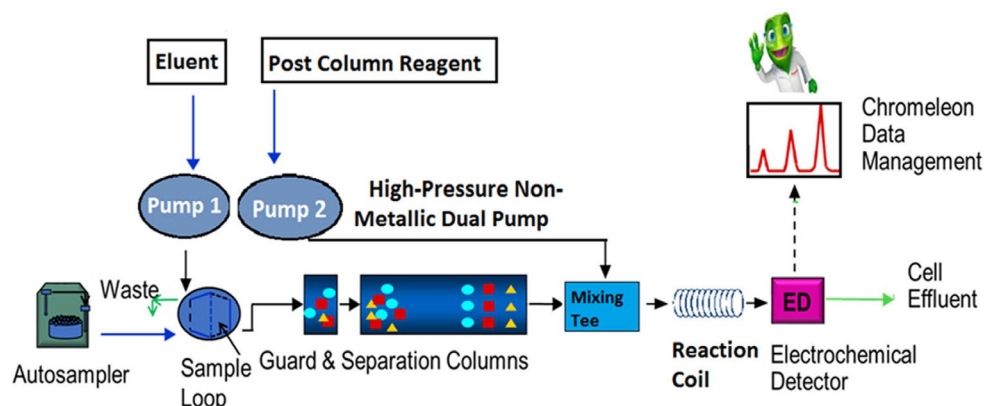 Eluent
Post Column Reagent
Chromeleon
Data
Management
Pump 1
Pump 2
High-Pressure Non-
Metallic Dual Pump
Waste
Mixing
Tee
ED
Cell
Effluent
Autosampler
Sample
Loop
Guard & Separation Columns
Reaction
Coil
Electrochemical
Detector